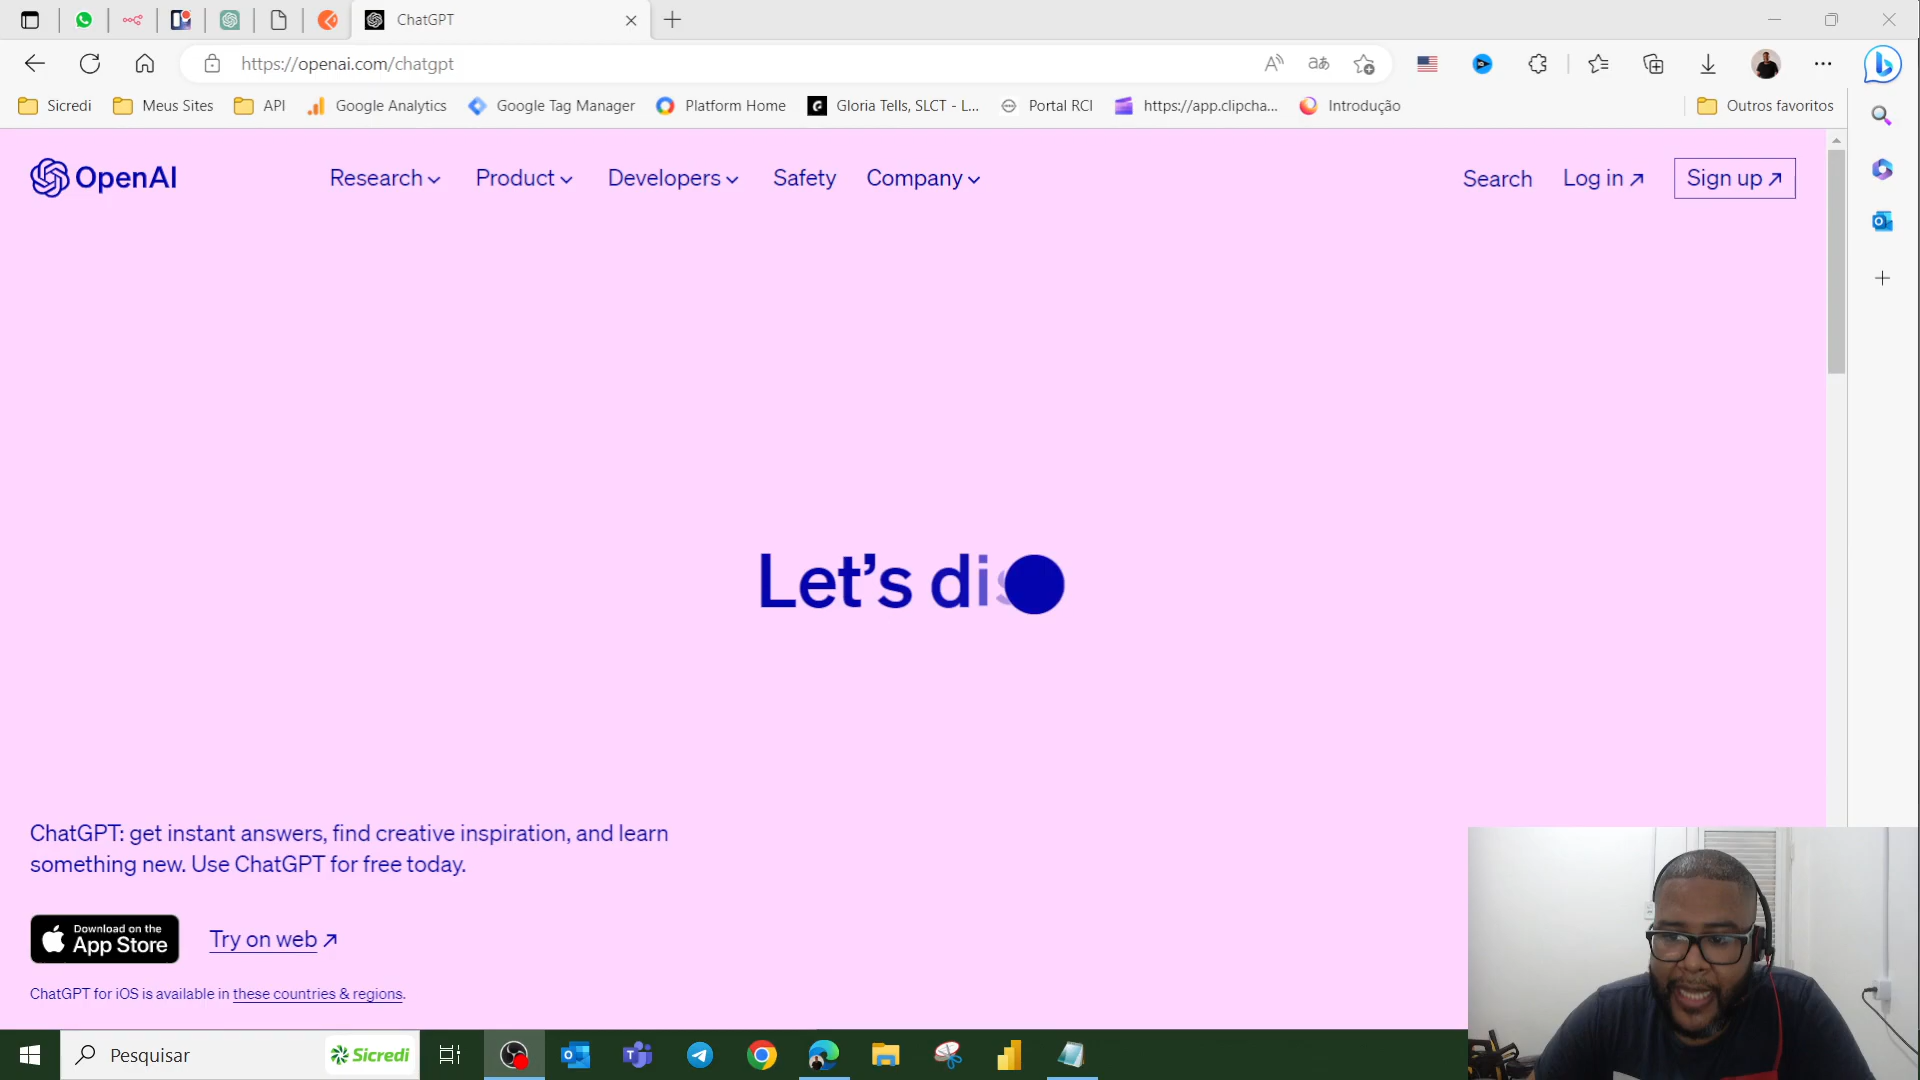 ChatGPT
https://openai.com/chatgpt
Sicredi
Meus Sites
API
Google Analytics
Google Tag Manager
Platform Home
Gloria Tells, SLCT - L...
Portal RCI
https://app.clipcha...
Introdução
Outros favoritos
OpenAI
Research
Product
Developers
Safety
Company
Search
Log in ↗
Sign up ↗
Let's dis
ChatGPT: get instant answers, find creative inspiration, and learn
something new. Use ChatGPT for free today.
Download on the
App Store
Try on web ↗
ChatGPT for iOS is available in these countries & regions.
Pesquisar
Sicredi